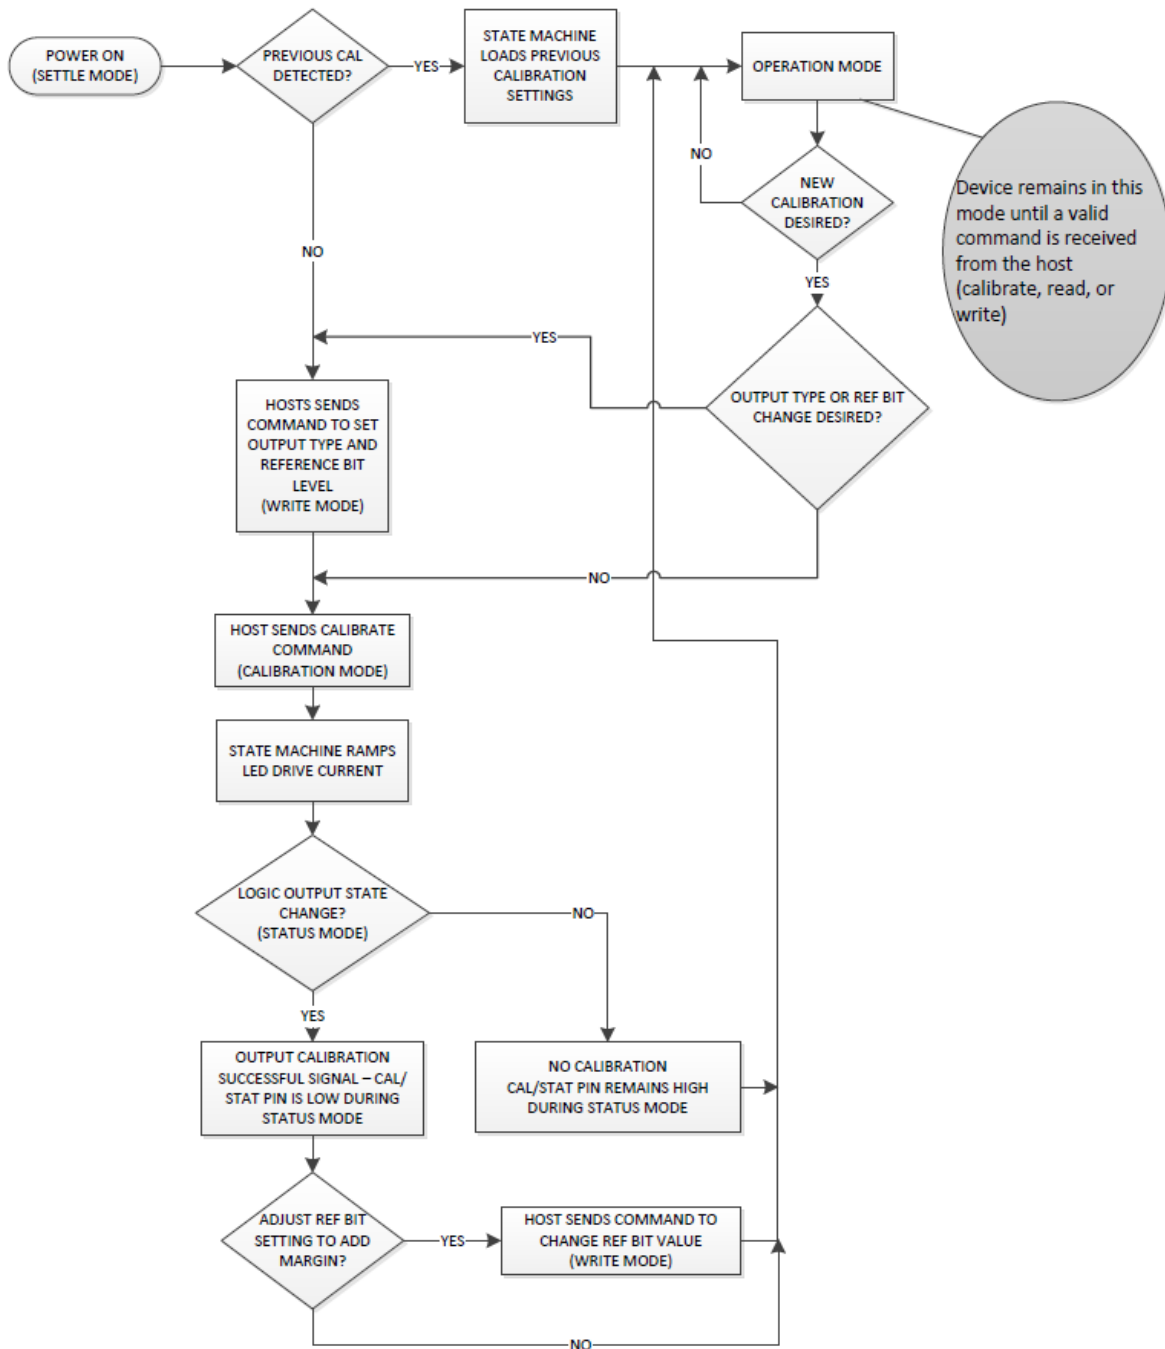 POWER ON
(SETTLE MODE)
PREVIOUS CAL
DETECTED?
YES
STATE MACHINE
LOADS PREVIOUS
CALIBRATION
SETTINGS
OPERATION MODE
NO
NEW
CALIBRATION
DESIRED?
Device remains in this
mode until a valid
command is received
from the host
(calibrate, read, or
write)
NO
YES
YES
OUTPUT TYPE OR REF BIT
CHANGE DESIRED?
HOSTS SENDS
COMMAND TO SET
OUTPUT TYPE AND
REFERENCE BIT
LEVEL
(WRITE MODE)
NO
HOST SENDS CALIBRATE
COMMAND
(CALIBRATION MODE)
STATE MACHINE RAMPS
LED DRIVE CURRENT
LOGIC OUTPUT STATE
CHANGE?
(STATUS MODE)
NO
YES
OUTPUT CALIBRATION
SUCCESSFUL SIGNAL – CAL/
STAT PIN IS LOW DURING
STATUS MODE
NO CALIBRATION
CAL/STAT PIN REMAINS HIGH
DURING STATUS MODE
ADJUST REF BIT
SETTING TO ADD
MARGIN?
YES
HOST SENDS COMMAND TO
CHANGE REF BIT VALUE
(WRITE MODE)
NO